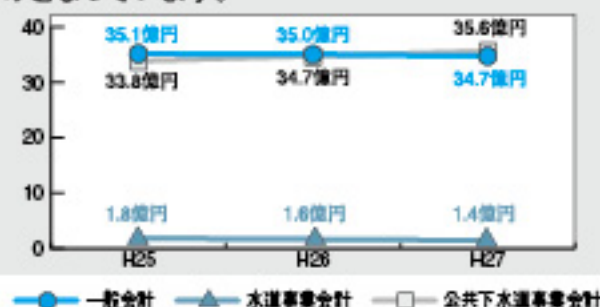 40
35.1億円 35.0億円 35.6億円
33.8億円 34.7億円 34.7億円
30
20
10
1.8億円 1.6億円 1.4億円
0
H25 H26 H27
一般会計 水道事業会計 公共下水道事業会計